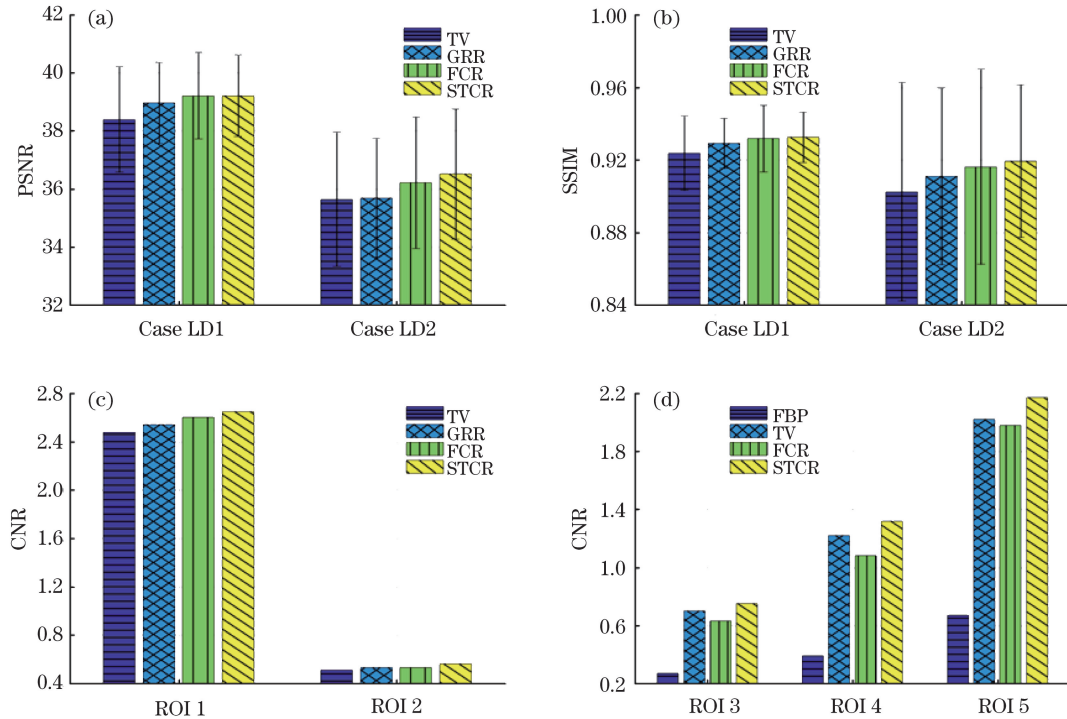 (a)
42
40
38
36
34
32
PSNR
TV
GRR
FCR
STCR
Case LD1
Case LD2
(b)
1.00
0.96
0.92
0.88
0.84
SSIM
TV
GRR
FCR
STCR
Case LD1
Case LD2
(c)
2.8
2.4
2.0
1.6
1.2
0.8
0.4
CNR
TV
GRR
FCR
STCR
ROI 1
ROI 2
(d)
2.2
1.8
1.4
1.0
0.6
0.2
CNR
FBP
TV
FCR
STCR
ROI 3
ROI 4
ROI 5